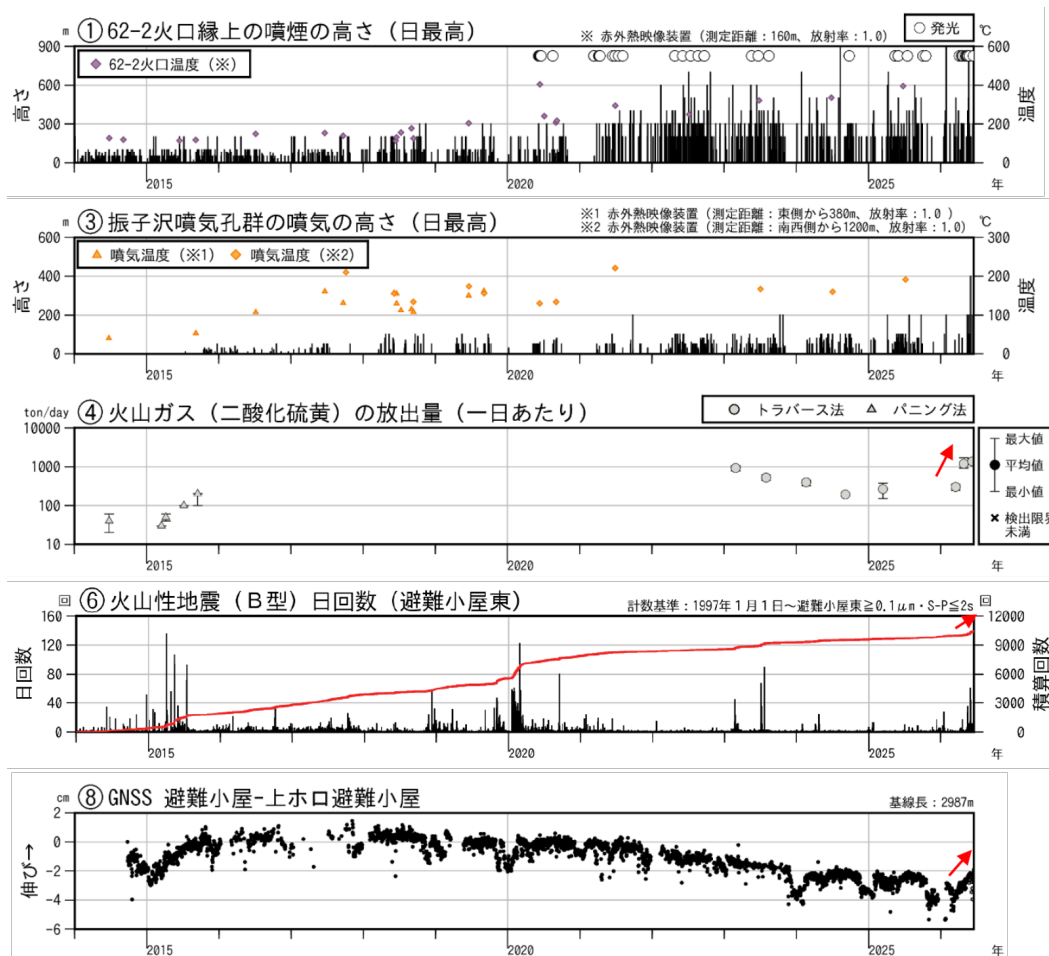 m ①62-2火口縁上の噴煙の高さ（日最高） ※ 赤外熱映像装置（測定距離：160m、放射率：1.0） ○ 発光 ℃
◆ 62-2火口温度（※）
900 600
600 400
300 200
0 0
高さ 温度
2015 2020 2025 年
m ③振子沢噴気孔群の噴気の高さ（日最高） ※1 赤外熱映像装置（測定距離：東側から380m、放射率：1.0 ） ℃
※2 赤外熱映像装置（測定距離：南西側から1200m、放射率：1.0）
▲ 噴気温度（※1） ◆ 噴気温度（※2）
600 300
400 200
200 100
0 0
高さ 温度
2015 2020 2025 年
ton/day ④火山ガス（二酸化硫黄）の放出量（一日あたり） ○ トラバース法 △ パニング法
10000
1000
100
10
最大値
平均値
最小値
× 検出限界
未満
2015 2020 2025 年
回 ⑥火山性地震（B型）日回数（避難小屋東） 計数基準：1997年1月1日～避難小屋東≧0.1μm・S-P≦2s 回
160 12000
120 9000
80 6000
40 3000
0 0
日回数 積算回数
2015 2020 2025 年
cm ⑧GNSS 避難小屋-上ホロ避難小屋 基線長：2987m
2
0
-2
-4
-6
伸び→
2015 2020 2025 年